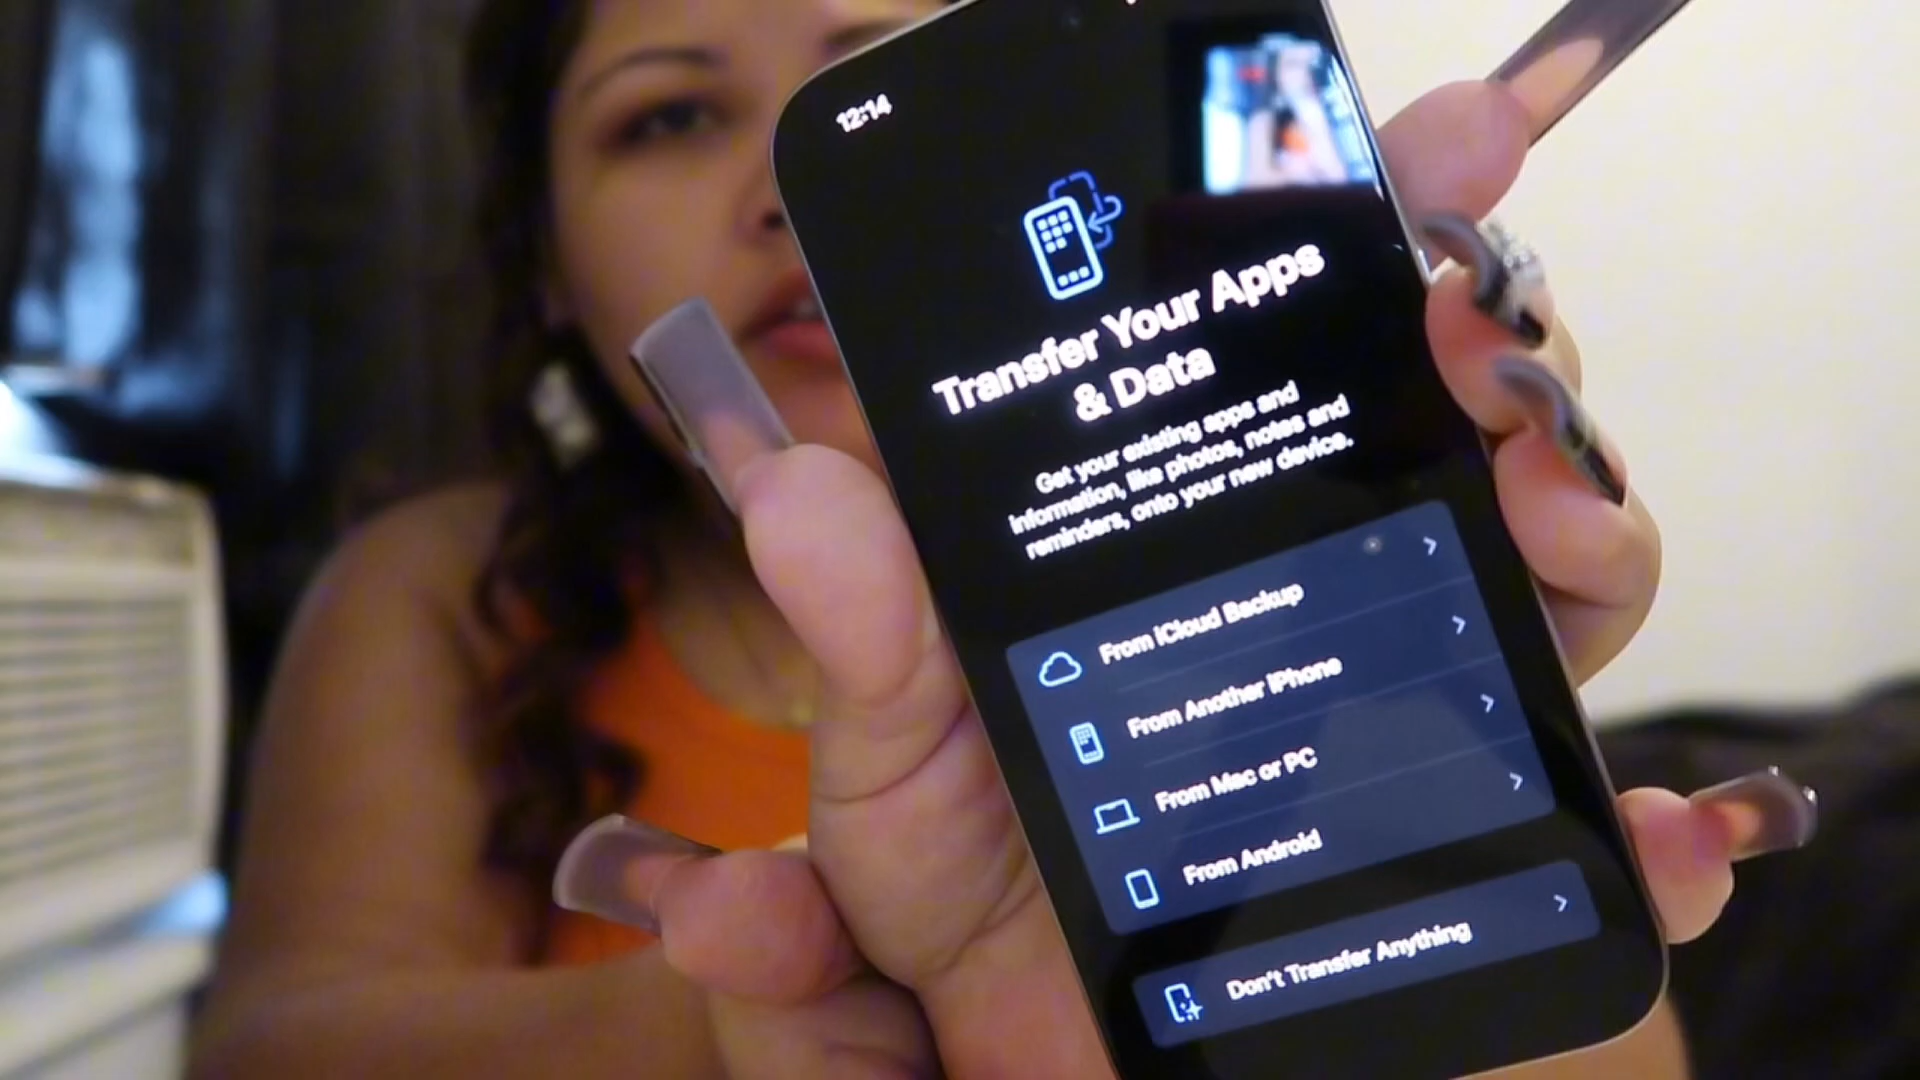 12:14
Transfer Your Apps
& Data
Get your existing apps and
information, like photos, notes and
reminders, onto your new device.
From iCloud Backup
From Another iPhone
From Mac or PC
From Android
Don't Transfer Anything